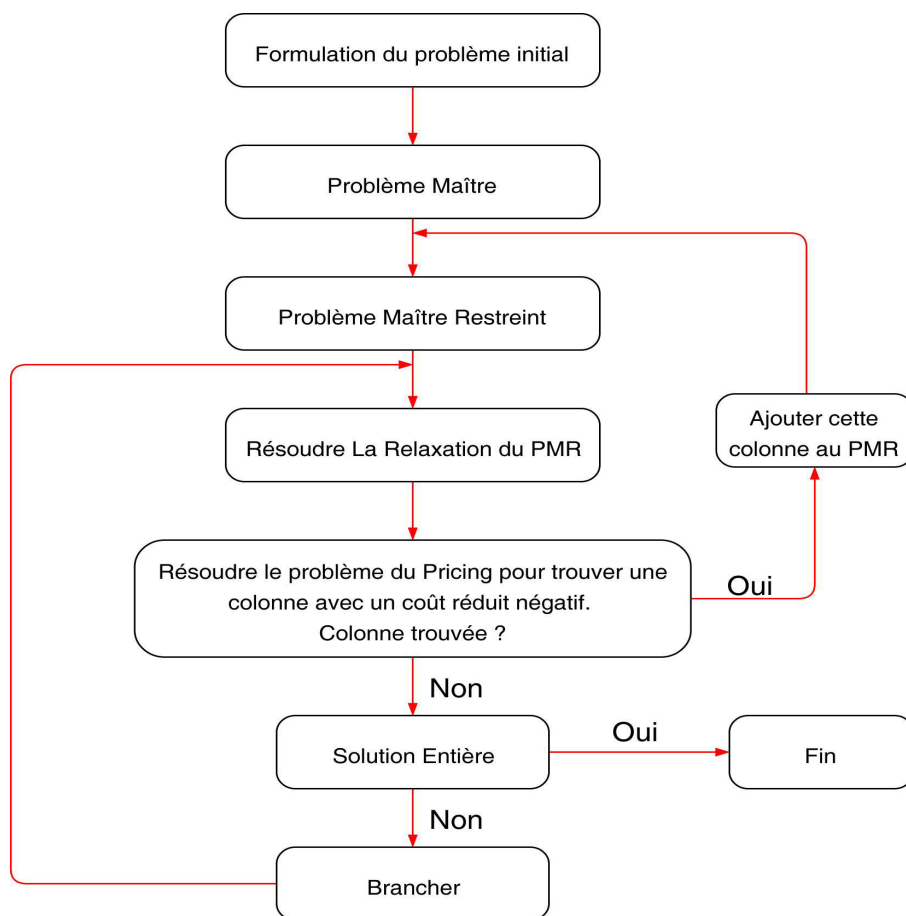 Formulation du problème initial
Problème Maître
Problème Maître Restreint
Résoudre La Relaxation du PMR
Ajouter cette
colonne au PMR
Résoudre le problème du Pricing pour trouver une
colonne avec un coût réduit négatif.
Colonne trouvée ?
Oui
Non
Solution Entière
Oui
Fin
Non
Brancher